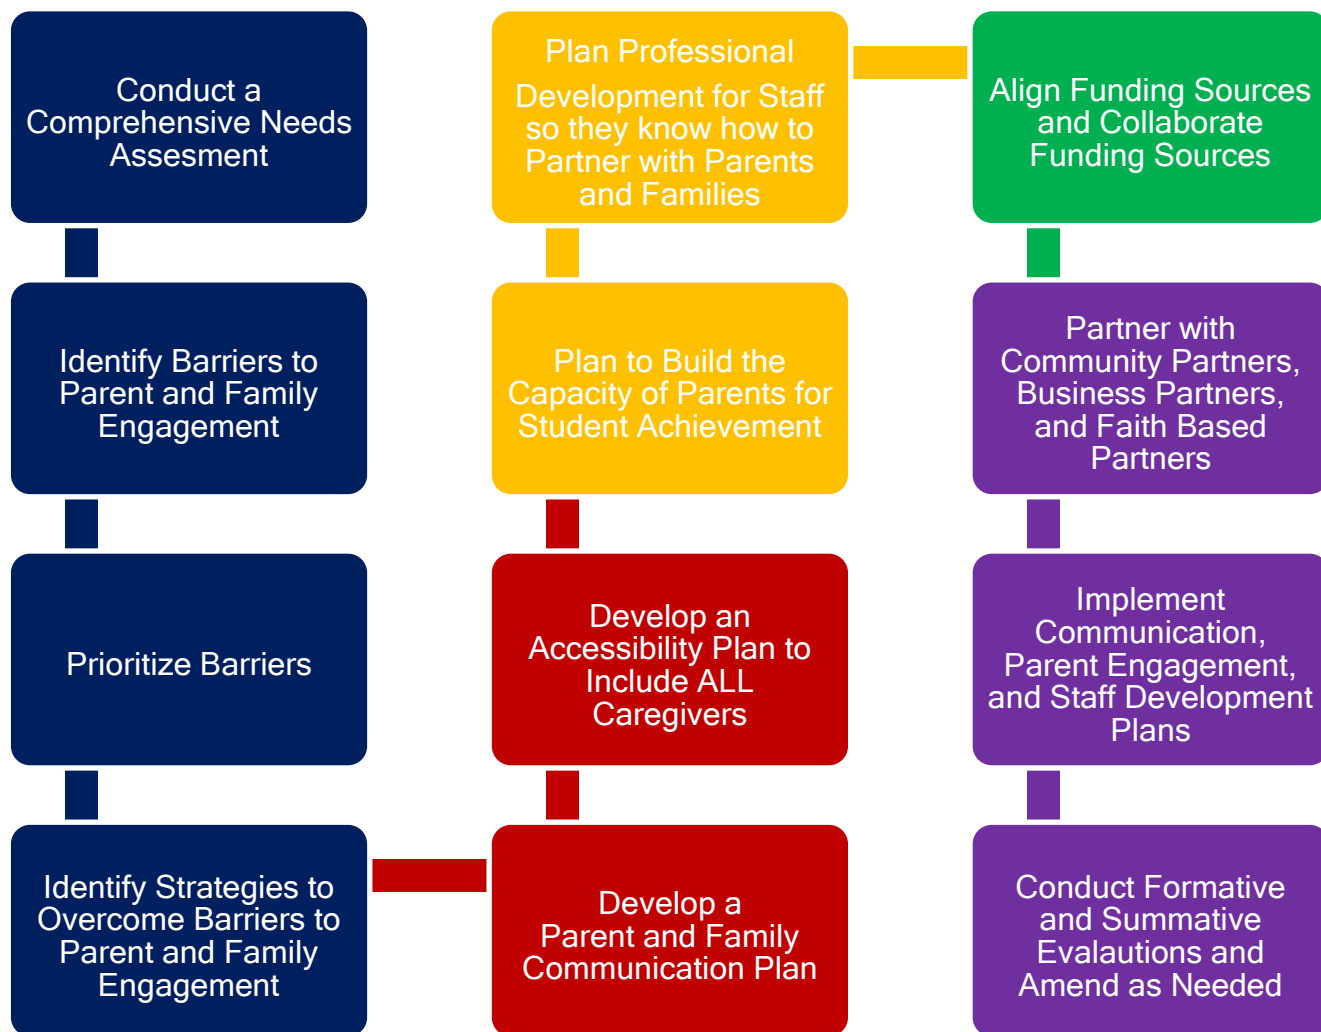 Conduct a
Comprehensive Needs
Assesment
Identify Barriers to
Parent and Family
Engagement
Prioritize Barriers
Identify Strategies to
Overcome Barriers to
Parent and Family
Engagement
Develop a
Parent and Family
Communication Plan
Develop an
Accessibility Plan to
Include ALL
Caregivers
Plan to Build the
Capacity of Parents for
Student Achievement
Plan Professional
Development for Staff
so they know how to
Partner with Parents
and Families
Align Funding Sources
and Collaborate
Funding Sources
Partner with
Community Partners,
Business Partners,
and Faith Based
Partners
Implement
Communication,
Parent Engagement,
and Staff Development
Plans
Conduct Formative
and Summative
Evalautions and
Amend as Needed